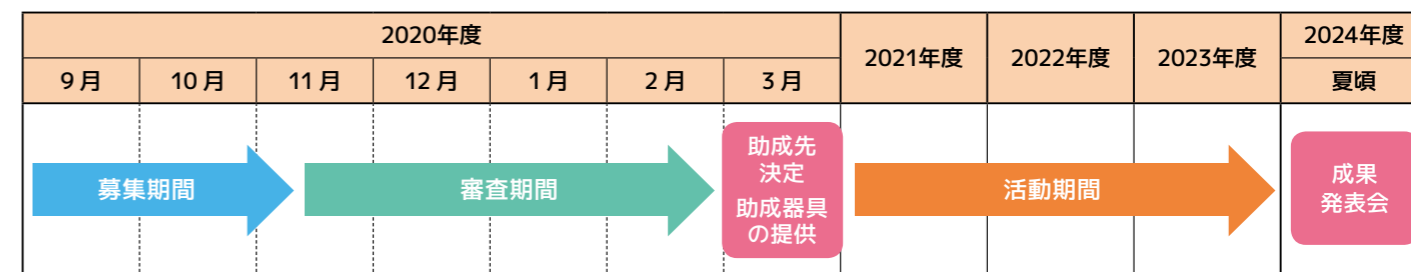 2020年度
2021年度
2022年度
2023年度
2024年度
9月
10月
11月
12月
1月
2月
3月
夏頃
募集期間
審査期間
助成先
決定
助成器具
の提供
活動期間
成果
発表会